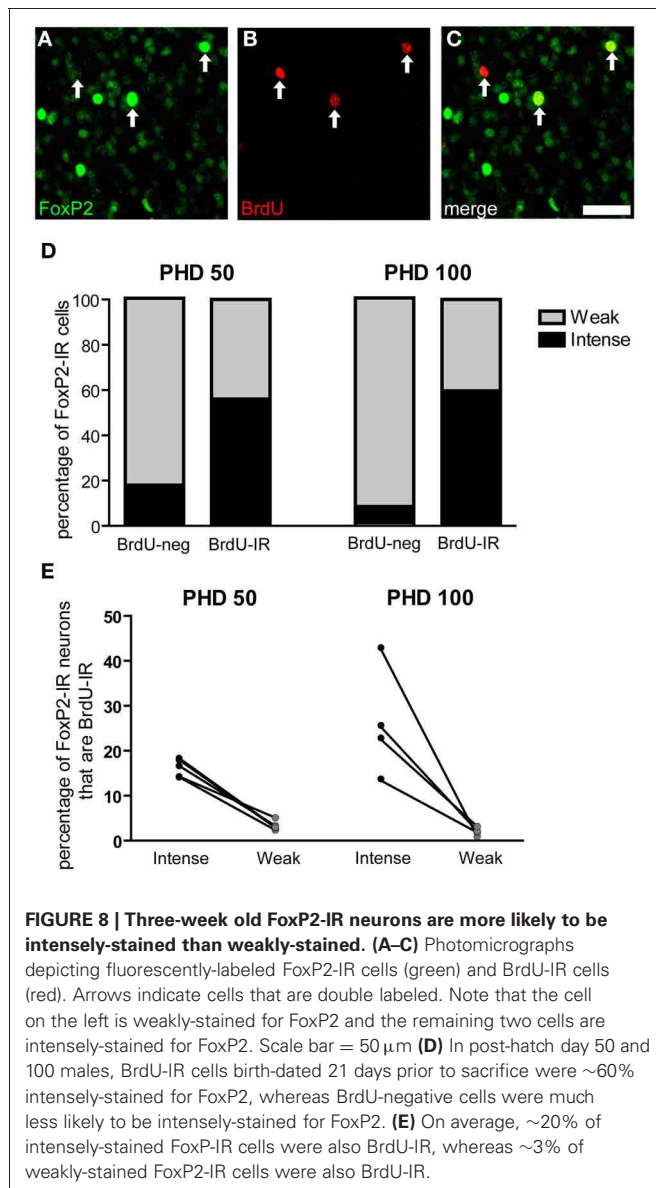 A
B
C
FoxP2
BrdU
merge
D
PHD 50
PHD 100
percentage of FoxP2-IR cells
100
80
60
40
20
0
BrdU-neg
BrdU-IR
BrdU-neg
BrdU-IR
Weak
Intense
E
PHD 50
PHD 100
percentage of FoxP2-IR neurons
that are BrdU-IR
50
40
30
20
10
0
Intense
Weak
Intense
Weak
FIGURE 8 | Three-week old FoxP2-IR neurons are more likely to be
intensely-stained than weakly-stained. (A–C) Photomicrographs
depicting fluorescently-labeled FoxP2-IR cells (green) and BrdU-IR cells
(red). Arrows indicate cells that are double labeled. Note that the cell
on the left is weakly-stained for FoxP2 and the remaining two cells are
intensely-stained for FoxP2. Scale bar = 50 μm (D) In post-hatch day 50 and
100 males, BrdU-IR cells birth-dated 21 days prior to sacrifice were ∼60%
intensely-stained for FoxP2, whereas BrdU-negative cells were much
less likely to be intensely-stained for FoxP2. (E) On average, ∼20% of
intensely-stained FoxP-IR cells were also BrdU-IR, whereas ∼3% of
weakly-stained FoxP2-IR cells were also BrdU-IR.